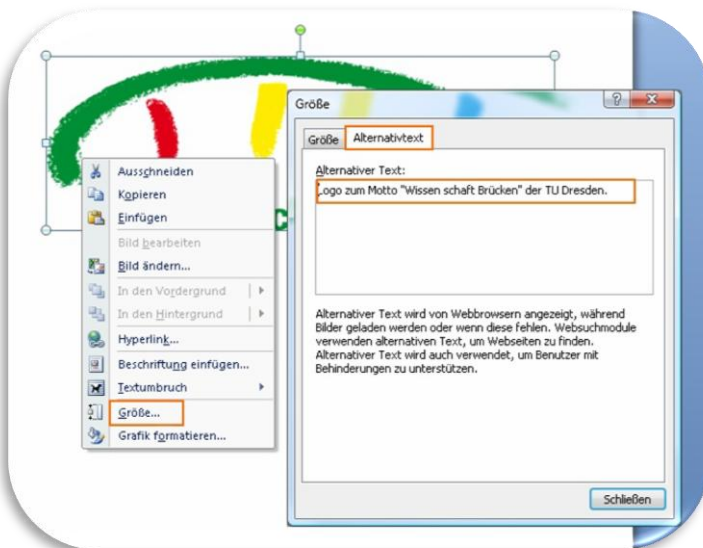 Ausschneiden
Kopieren
Einfügen
Bild bearbeiten
Bild ändern...
In den Vordergrund
In den Hintergrund
Hyperlink...
Beschriftung einfügen...
Textumbruch
Größe...
Grafik formatieren...
Größe
Größe Alternativtext
Alternativer Text:
Logo zum Motto "Wissen schaft Brücken" der TU Dresden.
Alternativer Text wird von Webbrowsern angezeigt, während
Bilder geladen werden oder wenn diese fehlen. Websuchmodule
verwenden alternativen Text, um Webseiten zu finden.
Alternativer Text wird auch verwendet, um Benutzer mit
Behinderungen zu unterstützen.
Schließen